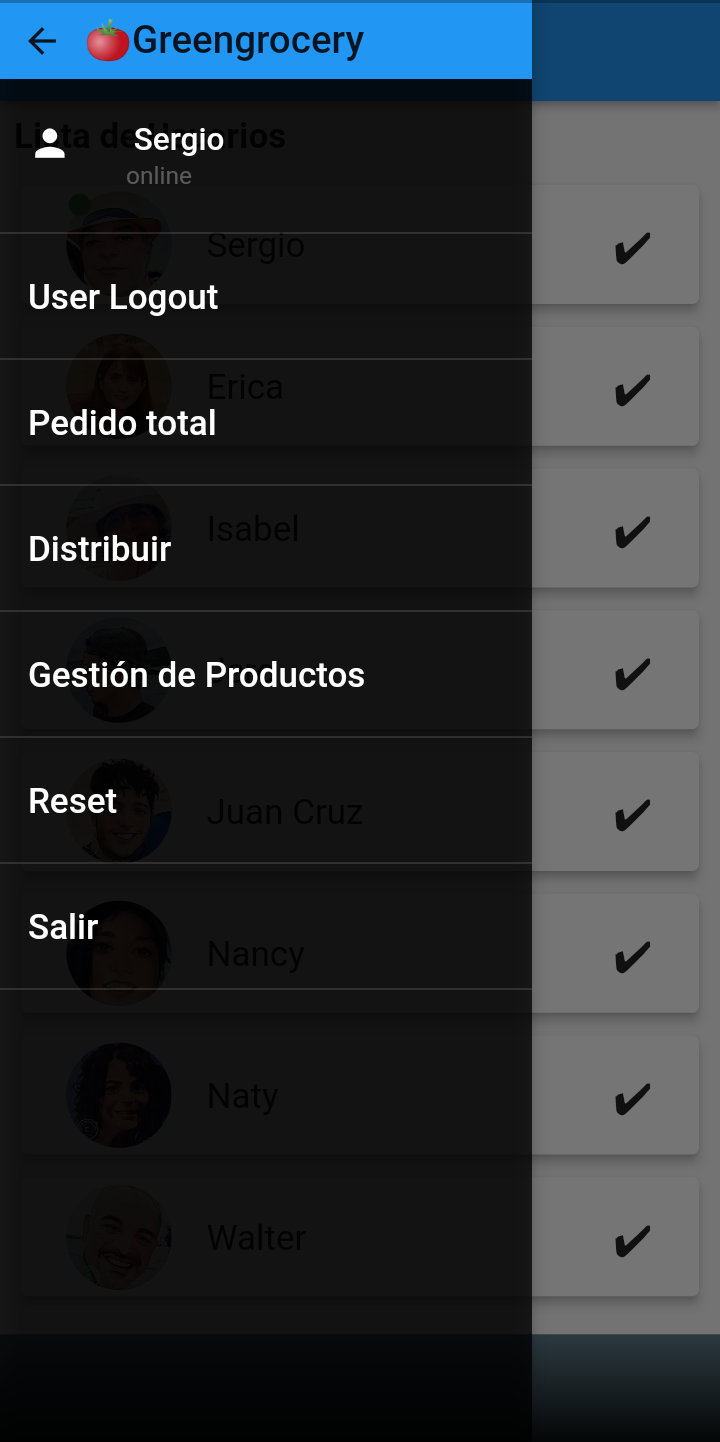 Greengrocery
Lista de Usuarios
Sergio
online
Sergio
User Logout
Erica
Pedido total
Isabel
Distribuir
Gestión de Productos
Reset
Juan Cruz
Salir
Nancy
Naty
Walter